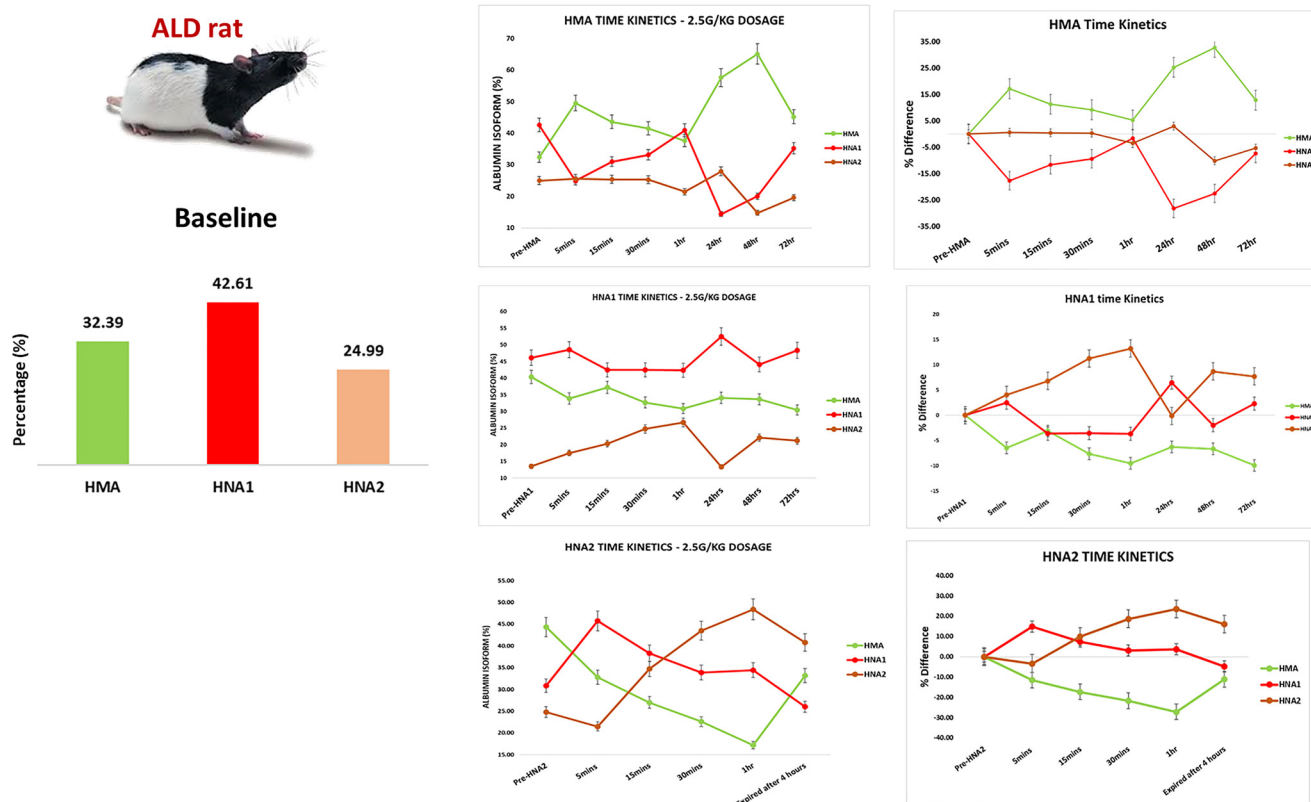 ALD rat
Baseline
Percentage (%)
32.39
42.61
24.99
HMA
HNA1
HNA2
HMA TIME KINETICS - 2.5G/KG DOSAGE
ALBUMIN ISOFORM (%)
70
60
50
40
30
20
10
Pre-HMA
5mins
15mins
30mins
1hr
24hr
48hr
72hr
HMA
HNA1
HNA2
HMA Time Kinetics
% Difference
35.00
25.00
15.00
5.00
-5.00
-15.00
-25.00
-35.00
Pre-HMA
5mins
15mins
30mins
1hr
24hr
48hr
72hr
HMA
HNA
HNA
HNA1 TIME KINETICS - 2.5G/KG DOSAGE
ALBUMIN ISOFORM (%)
60
55
50
45
40
35
30
25
20
15
10
Pre-HNA1
5mins
15mins
30mins
1hr
24hrs
48hrs
72hrs
HMA
HNA1
HNA2
HNA1 time Kinetics
% Difference
20
15
10
5
0
-5
-10
-15
Pre-HNA1
5mins
15mins
30mins
1hr
24hrs
48hrs
72hrs
HMA
HNA
HNA
HNA2 TIME KINETICS - 2.5G/KG DOSAGE
ALBUMIN ISOFORM (%)
55.00
50.00
45.00
40.00
35.00
30.00
25.00
20.00
15.00
Pre-HNA2
5mins
15mins
30mins
1hr
Expired after 4 hours
HMA
HNA1
HNA2
HNA2 TIME KINETICS
% Difference
40.00
30.00
20.00
10.00
0.00
-10.00
-20.00
-30.00
-40.00
Pre-HNA2
5mins
15mins
30mins
1hr
Expired after 4 hours
HMA
HNA1
HNA2